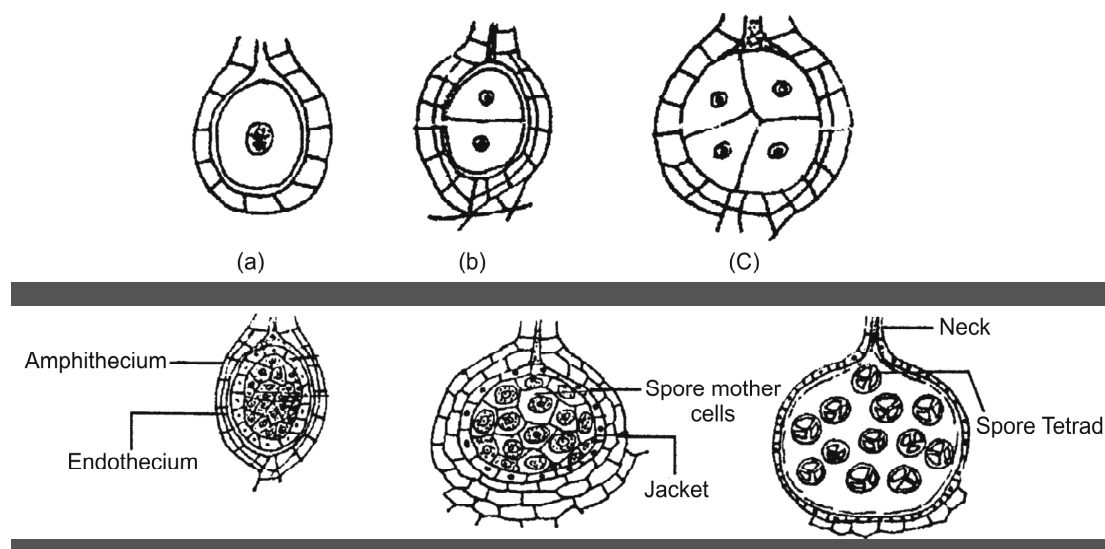 (a)
(b)
(C)
Neck
Amphithecium
Spore mother
cells
Spore Tetrad
Endothecium
Jacket